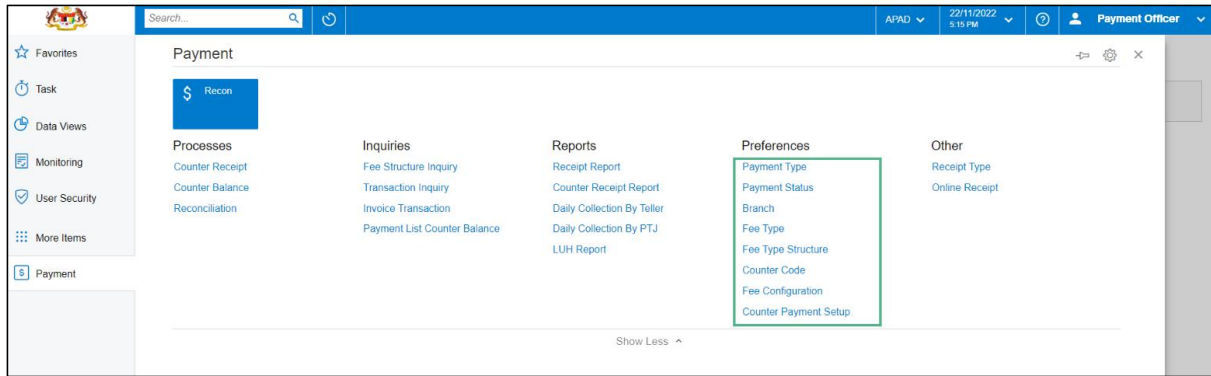 Search...
APAD
22/11/2022
5:15 PM
Payment Officer
Favorites
Task
Data Views
Monitoring
User Security
More Items
Payment
Payment
$ Recon
Processes
Counter Receipt
Counter Balance
Reconciliation
Inquiries
Fee Structure Inquiry
Transaction Inquiry
Invoice Transaction
Payment List Counter Balance
Reports
Receipt Report
Counter Receipt Report
Daily Collection By Teller
Daily Collection By PTJ
LUH Report
Preferences
Payment Type
Payment Status
Branch
Fee Type
Fee Type Structure
Counter Code
Fee Configuration
Counter Payment Setup
Other
Receipt Type
Online Receipt
Show Less